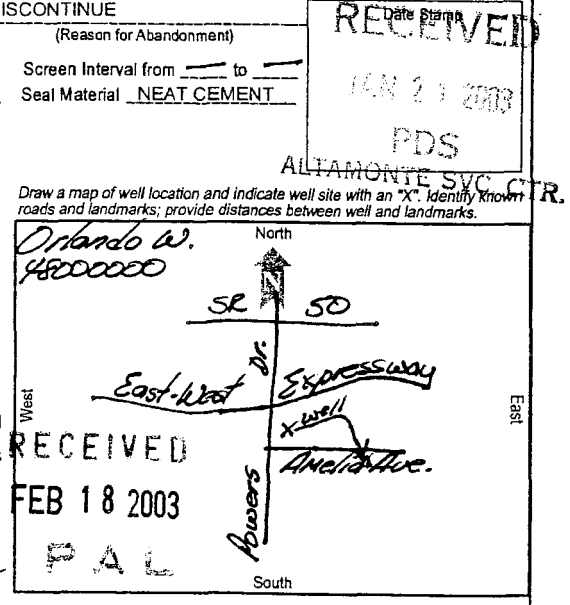 ISCONTINUE
(Reason for Abandonment)
Screen Interval from — to —
Seal Material NEAT CEMENT
Date Stamp
RECEIVED
JAN 21 2003
PDS
ALTAMONTE SVC CTR.
Draw a map of well location and indicate well site with an "X". Identify known
roads and landmarks; provide distances between well and landmarks.
Orlando W.
48000000
North
N
SR 50
Dr.
East-West Expressway
West
East
X-well
Amelia Ave.
Powers
South
RECEIVED
FEB 18 2003
PAL